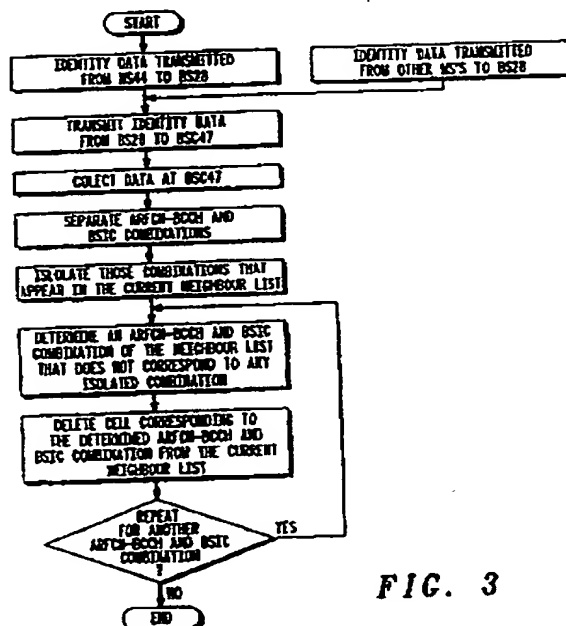 START
IDENTITY DATA TRANSMITTED
FROM MS44 TO BS28
IDENTITY DATA TRANSMITTED
FROM OTHER MS'S TO BS28
TRANSMIT IDENTITY DATA
FROM BS28 TO BSC47
COLECT DATA AT BSC47
SEPARATE ARFCN-BCCH AND
BSIC COMBINATIONS
ISOLATE THOSE COMBINATIONS THAT
APPEAR IN THE CURRENT NEIGHBOUR LIST
DETERMINE AN ARFCN-BCCH AND BSIC
COMBINATION OF THE NEIGHBOUR LIST
THAT DOES NOT CORRESPOND TO ANY
ISOLATED COMBINATION
DELETE CELL CORRESPONDING TO
THE DETERMINED ARFCN-BCCH AND
BSIC COMBINATION FROM THE CURRENT
NEIGHBOUR LIST
REPEAT
FOR ANOTHER
ARFCN-BCCH AND BSIC
COMBINATION
?
YES
NO
END
FIG. 3